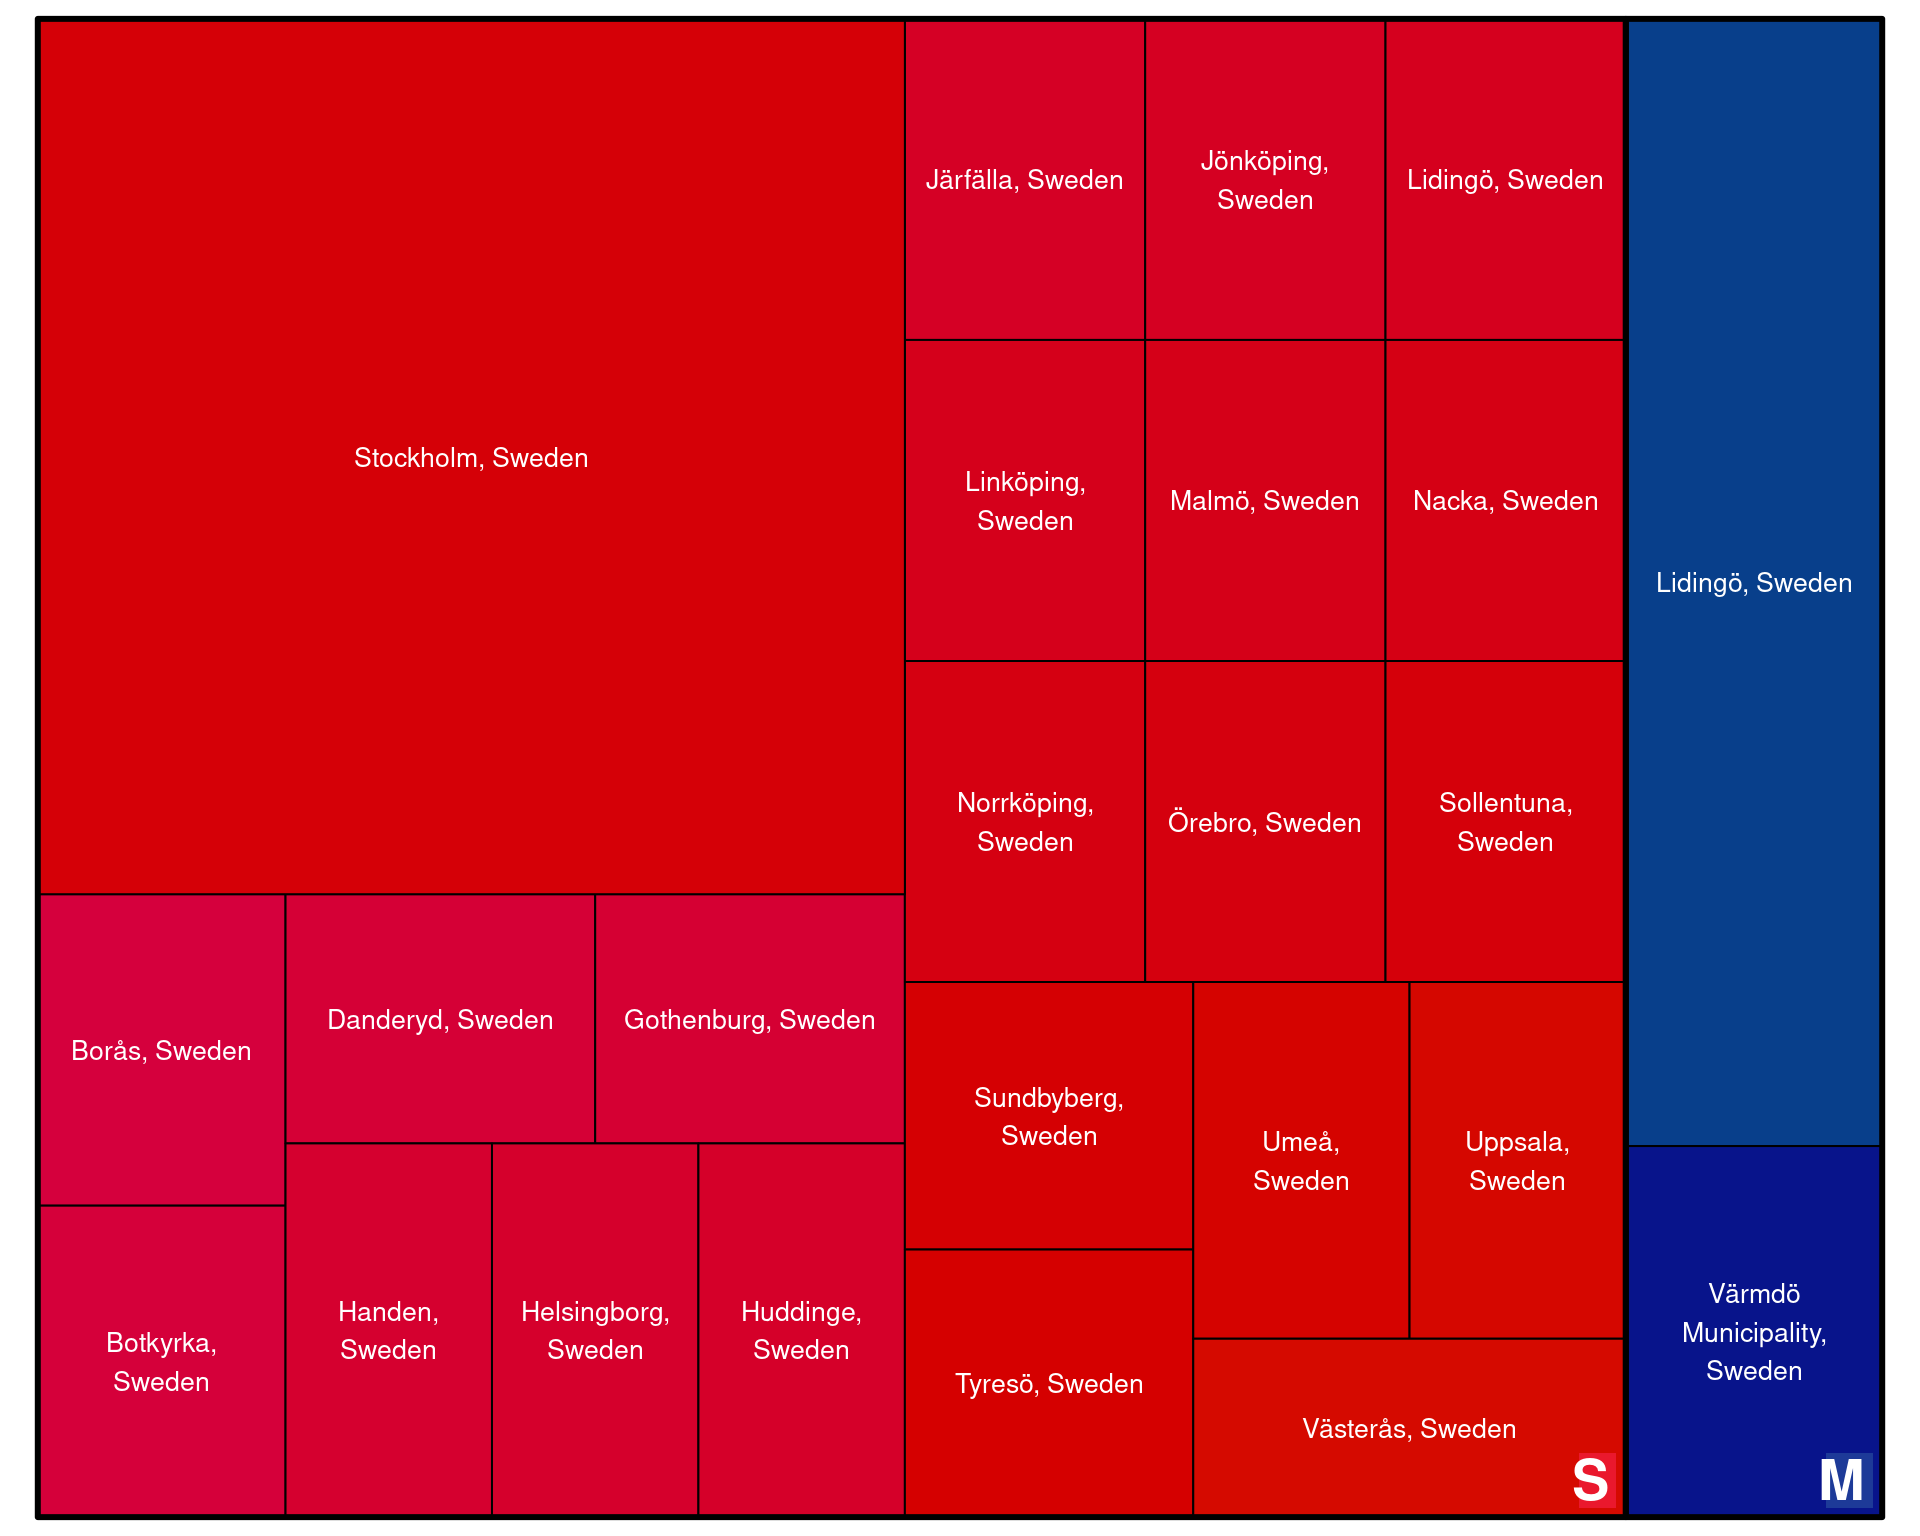 Stockholm, Sweden
Järfälla, Sweden
Jönköping,
Sweden
Lidingö, Sweden
Linköping,
Sweden
Malmö, Sweden
Nacka, Sweden
Norrköping,
Sweden
Örebro, Sweden
Sollentuna,
Sweden
Borås, Sweden
Danderyd, Sweden
Gothenburg, Sweden
Botkyrka,
Sweden
Handen,
Sweden
Helsingborg,
Sweden
Huddinge,
Sweden
Sundbyberg,
Sweden
Umeå,
Sweden
Uppsala,
Sweden
Tyresö, Sweden
Västerås, Sweden
S
Lidingö, Sweden
Värmdö
Municipality,
Sweden
M